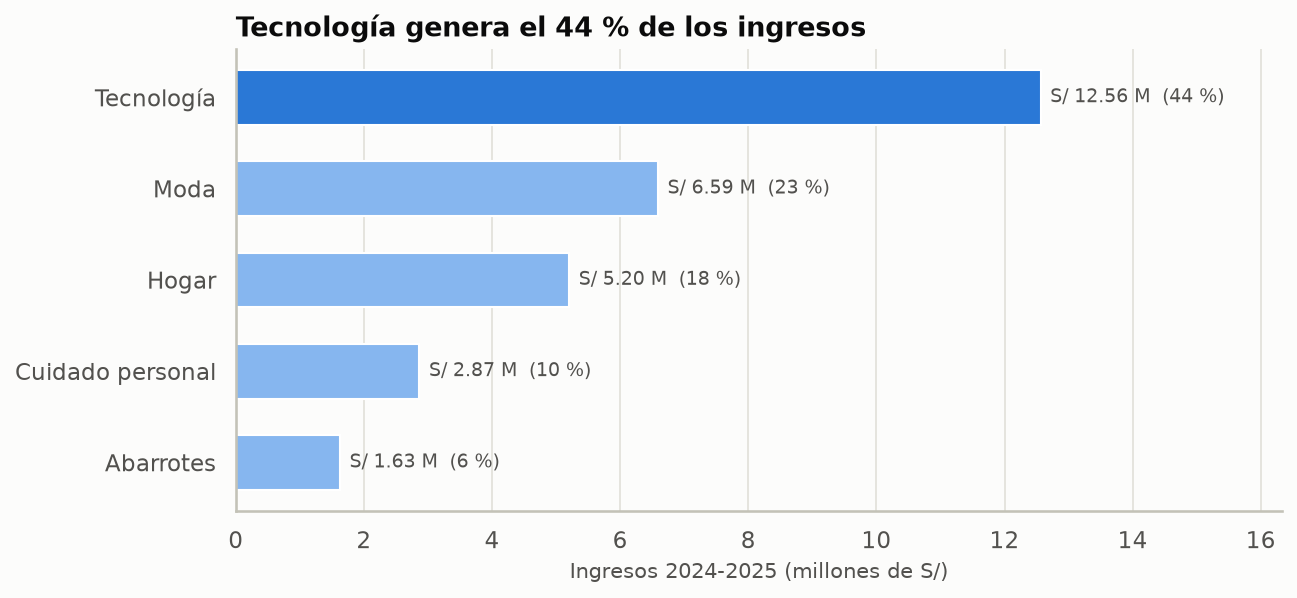 Tecnología genera el 44 % de los ingresos
Tecnología
S/ 12.56 M (44 %)
Moda
S/ 6.59 M (23 %)
Hogar
S/ 5.20 M (18 %)
Cuidado personal
S/ 2.87 M (10 %)
Abarrotes
S/ 1.63 M (6 %)
0 2 4 6 8 10 12 14 16
Ingresos 2024-2025 (millones de S/)